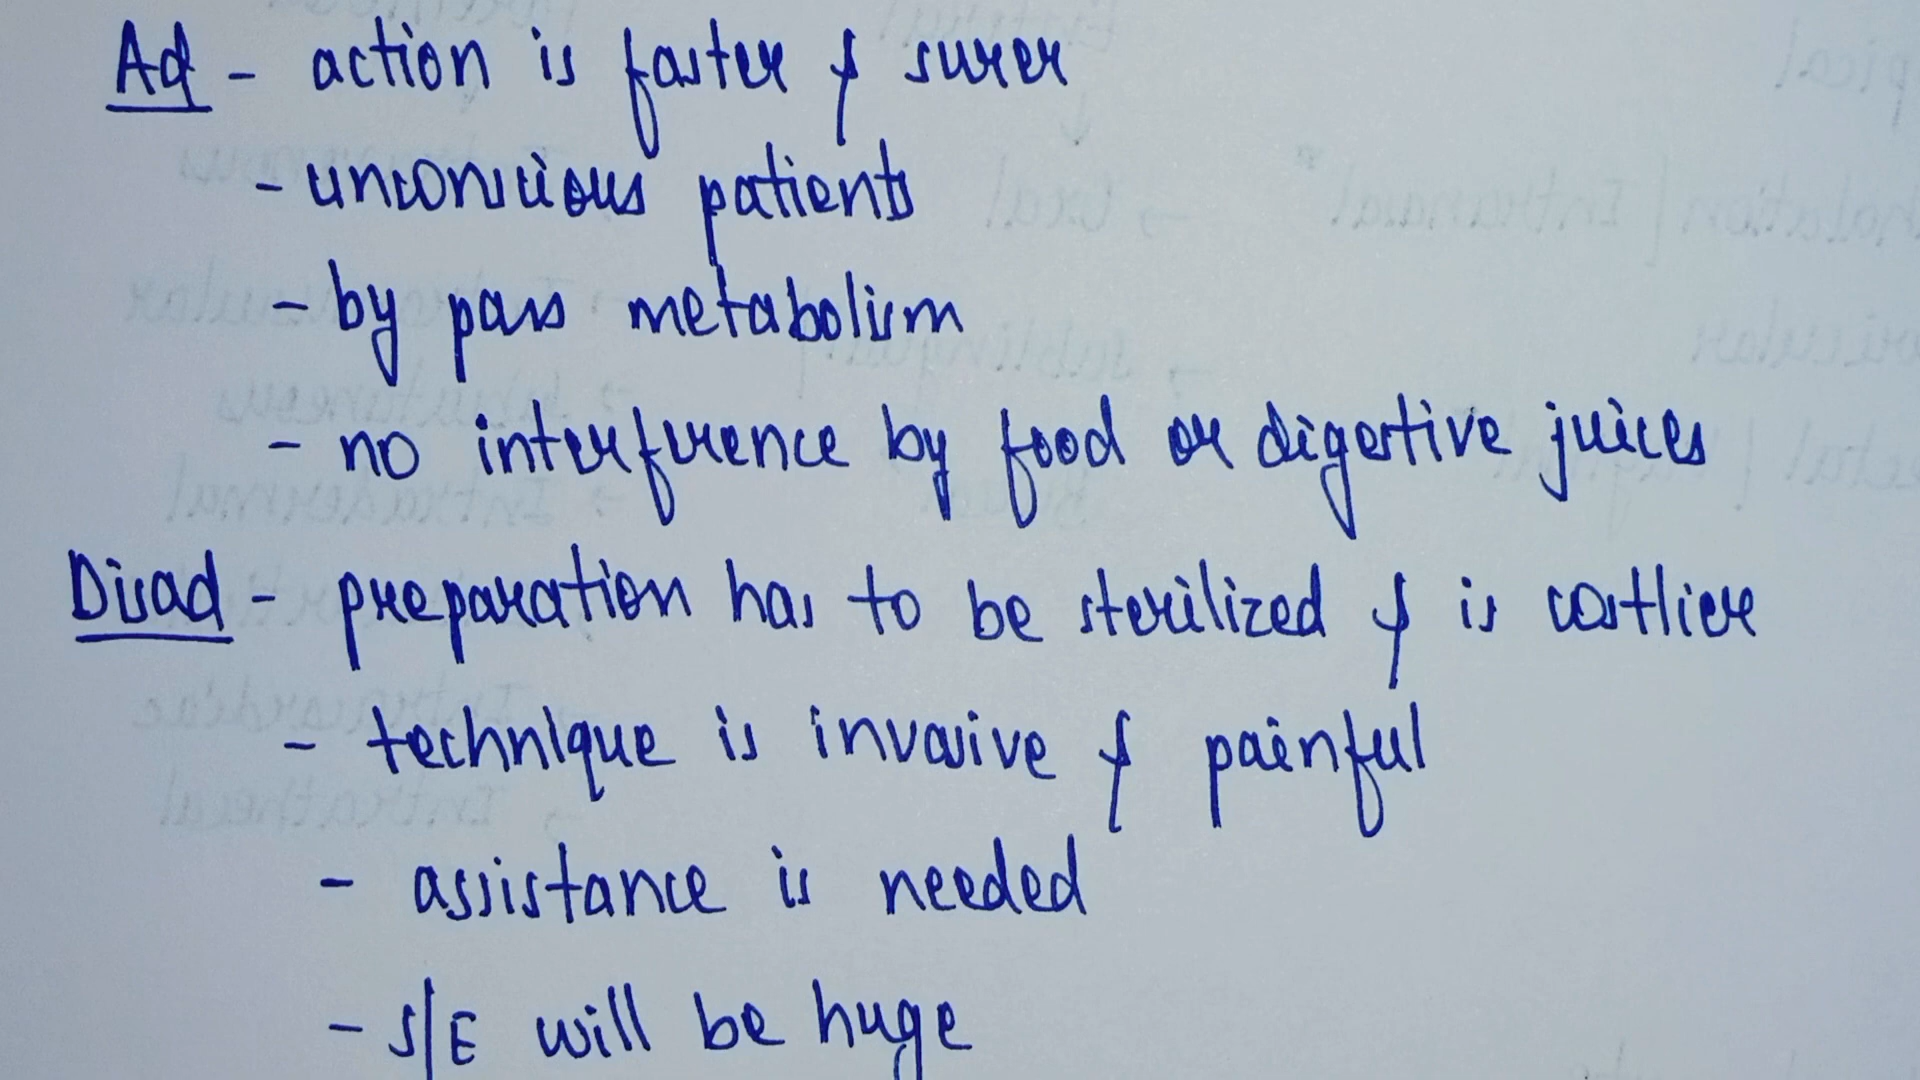 Ad - action is faster & surer
- unconscious patients
- by pass metabolism
- no interference by food or digestive juices
Disad - preparation has to be sterilized & is costlier
- technique is invasive & painful
- assistance is needed
- S/E will be huge